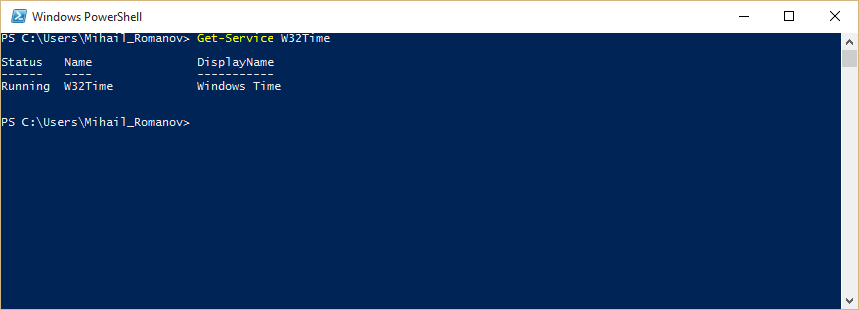 Windows PowerShell
PS C:\Users\Mihail_Romanov> Get-Service W32Time
Status   Name               DisplayName
------   ----               -----------
Running  W32Time            Windows Time
PS C:\Users\Mihail_Romanov>